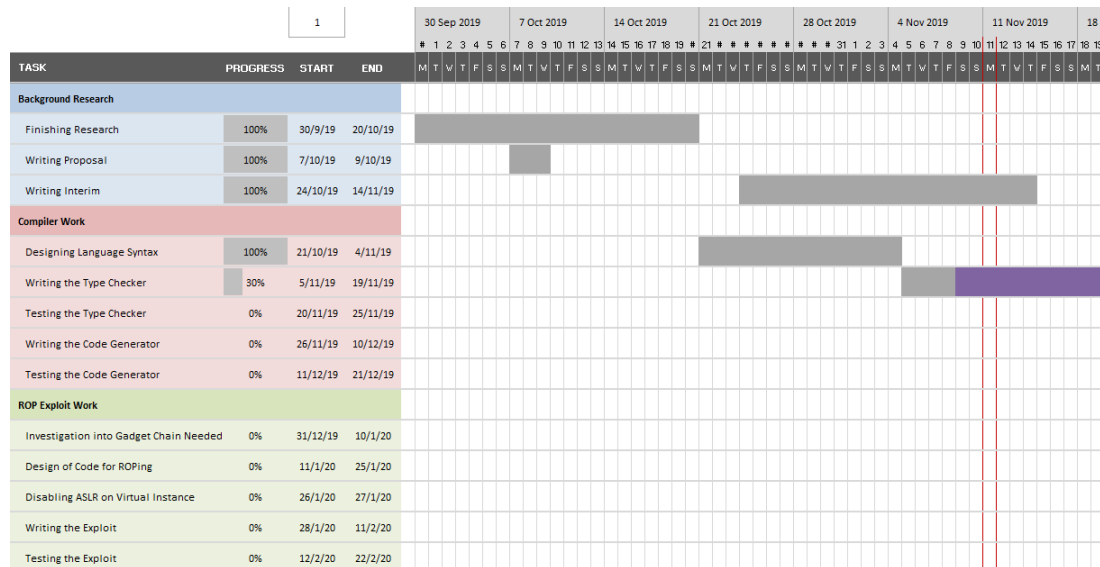 1 30 Sep 2019 7 Oct 2019 14 Oct 2019 21 Oct 2019 28 Oct 2019 4 Nov 2019 11 Nov 2019 18
# 1 2 3 4 5 6 7 8 9 10 11 12 13 14 15 16 17 18 19 # 21 # # # # # # # # # 31 1 2 3 4 5 6 7 8 9 10 11 12 13 14 15 16 17 18 19
TASK PROGRESS START END M T W T F S S M T W T F S S M T W T F S S M T W T F S S M T W T F S S M T W T F S S M T W T F S S M T
Background Research
Finishing Research 100% 30/9/19 20/10/19
Writing Proposal 100% 7/10/19 9/10/19
Writing Interim 100% 24/10/19 14/11/19
Compiler Work
Designing Language Syntax 100% 21/10/19 4/11/19
Writing the Type Checker 30% 5/11/19 19/11/19
Testing the Type Checker 0% 20/11/19 25/11/19
Writing the Code Generator 0% 26/11/19 10/12/19
Testing the Code Generator 0% 11/12/19 21/12/19
ROP Exploit Work
Investigation into Gadget Chain Needed 0% 31/12/19 10/1/20
Design of Code for ROPing 0% 11/1/20 25/1/20
Disabling ASLR on Virtual Instance 0% 26/1/20 27/1/20
Writing the Exploit 0% 28/1/20 11/2/20
Testing the Exploit 0% 12/2/20 22/2/20